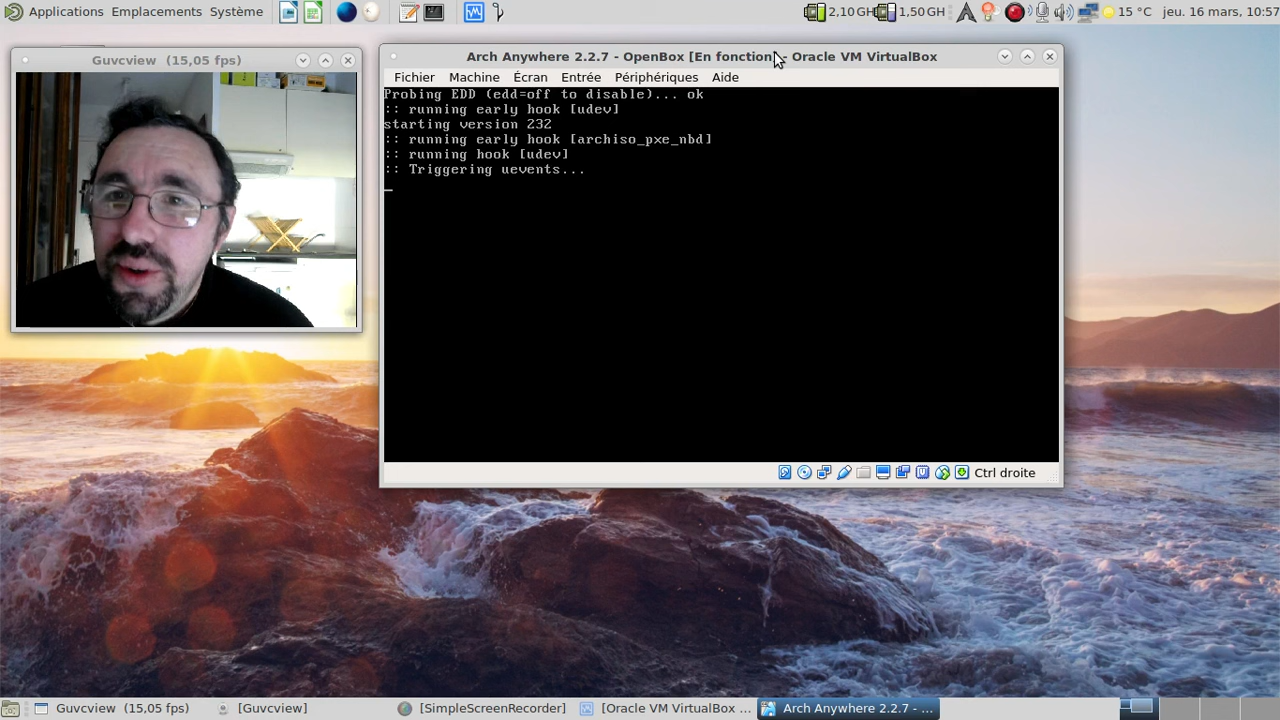 Applications Emplacements Système
2,10 GH 1,50 GH 15 °C jeu. 16 mars, 10:57
Guvcview (15,05 fps)
Arch Anywhere 2.2.7 - OpenBox [En fonction] - Oracle VM VirtualBox
Fichier Machine Écran Entrée Périphériques Aide
Probing EDD (edd=off to disable)... ok
:: running early hook [udev]
starting version 232
:: running early hook [archiso_pxe_nbd]
:: running hook [udev]
:: Triggering uevents...
Ctrl droite
Guvcview (15,05 fps) [Guvcview] [SimpleScreenRecorder] [Oracle VM VirtualBox ... Arch Anywhere 2.2.7 - ...